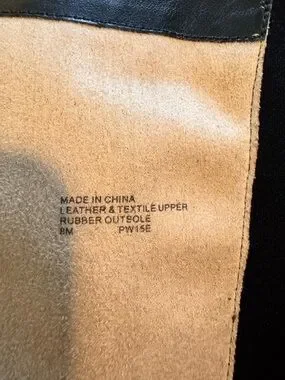 MADE IN CHINA
LEATHER & TEXTILE UPPER
RUBBER OUTSOLE
8M PW15E